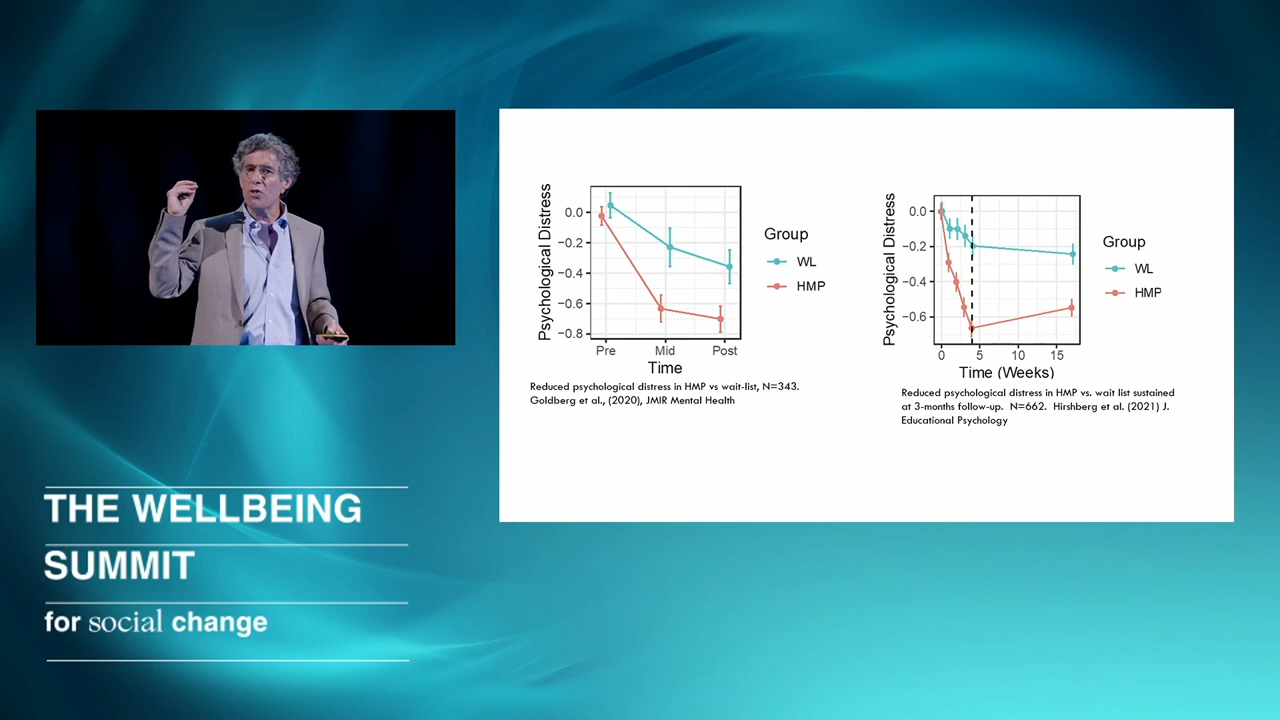 THE WELLBEING
SUMMIT
for social change
Psychological Distress
0.0
−0.2
−0.4
−0.6
−0.8
Pre Mid Post
Time
Group
WL
HMP
Reduced psychological distress in HMP vs wait-list, N=343.
Goldberg et al., (2020), JMIR Mental Health
Psychological Distress
0.0
−0.2
−0.4
−0.6
0 5 10 15
Time (Weeks)
Group
WL
HMP
Reduced psychological distress in HMP vs. wait list sustained
at 3-months follow-up. N=662. Hirshberg et al. (2021) J.
Educational Psychology